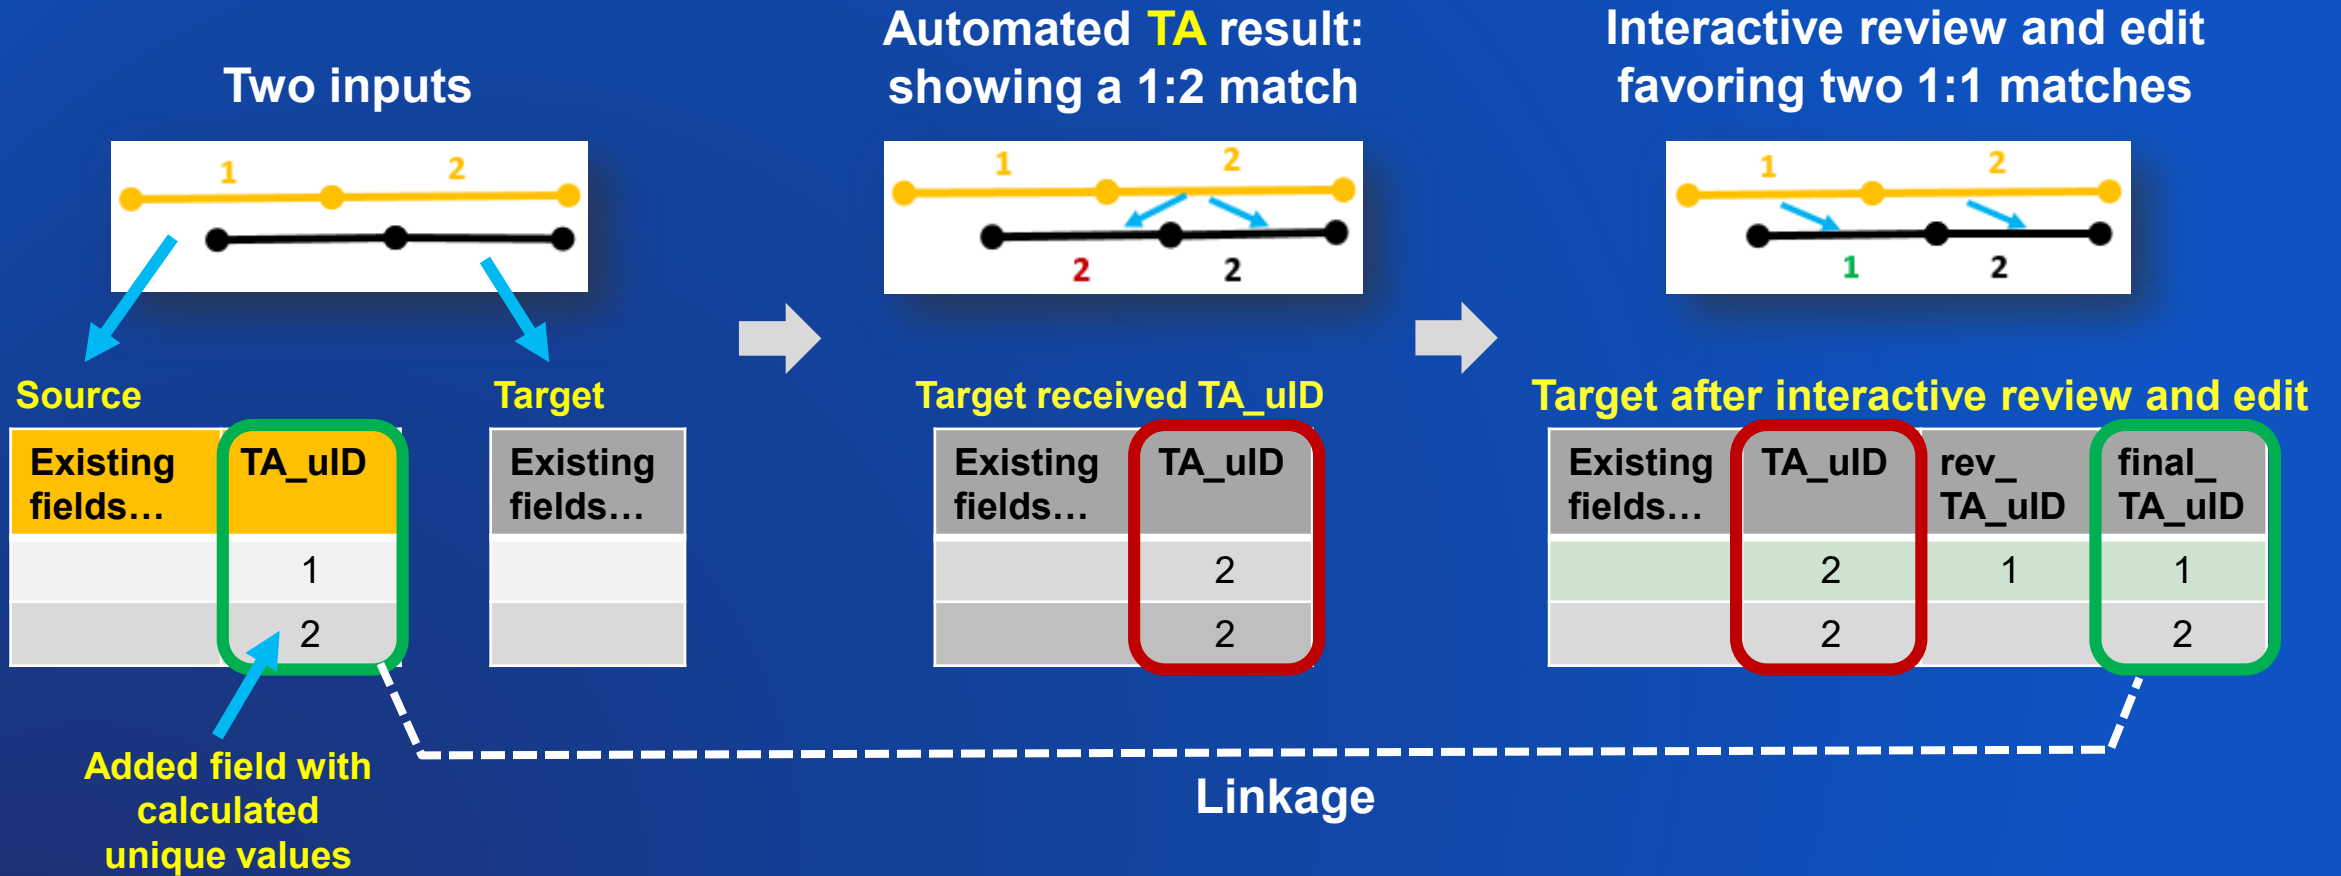 Two inputs
1 2
Source
Existing
fields...
TA_uID
1
2
Added field with
calculated
unique values
Target
Existing
fields...
Automated TA result:
showing a 1:2 match
1 2
2 2
Target received TA_uID
Existing
fields...
TA_uID
2
2
Interactive review and edit
favoring two 1:1 matches
1 2
1 2
Target after interactive review and edit
Existing
fields...
TA_uID
rev_
TA_uID
final_
TA_uID
2 1 1
2 2
Linkage